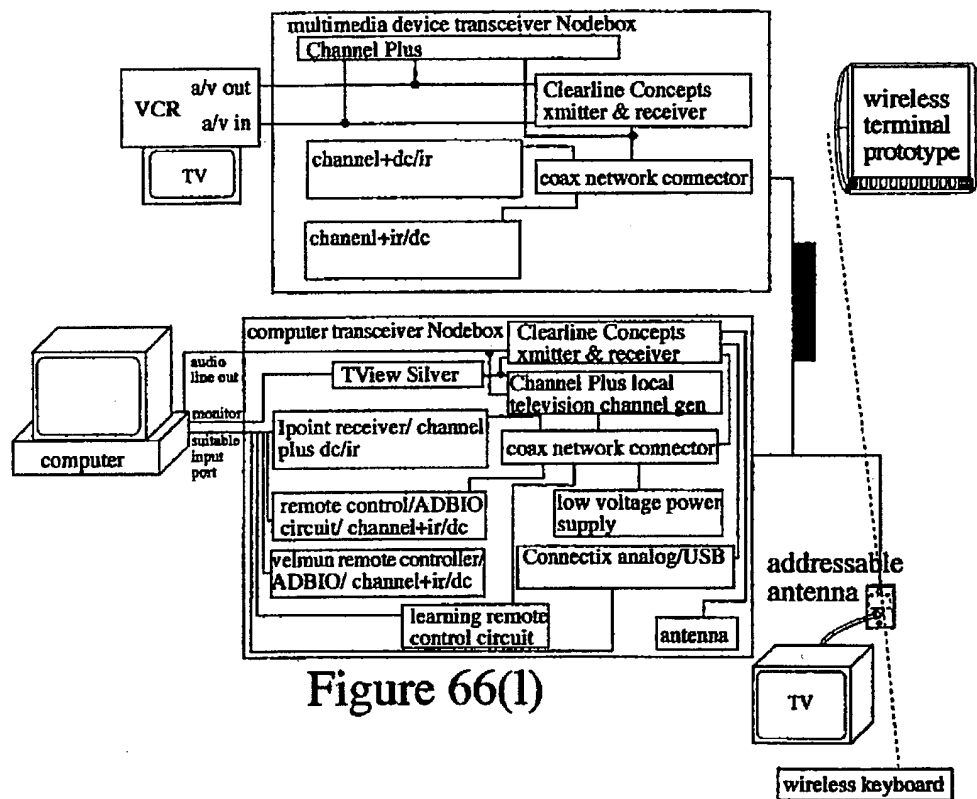 multimedia device transceiver Nodebox
Channel Plus
a/v out
VCR
a/v in
TV
Clearline Concepts
xmitter & receiver
channel+dc/ir
coax network connector
chanenl+ir/dc
wireless
terminal
prototype
computer transceiver Nodebox
Clearline Concepts
xmitter & receiver
audio
line out
TView Silver
Channel Plus local
television channel gen
monitor
suitable
input
port
computer
Ipoint receiver/ channel
plus dc/ir
coax network connector
remote control/ADBIO
circuit/ channel+ir/dc
low voltage power
supply
velmun remote controller/
ADBIO/ channel+ir/dc
Connectix analog/USB
learning remote
control circuit
antenna
addressable
antenna
TV
Figure 66(1)
wireless keyboard